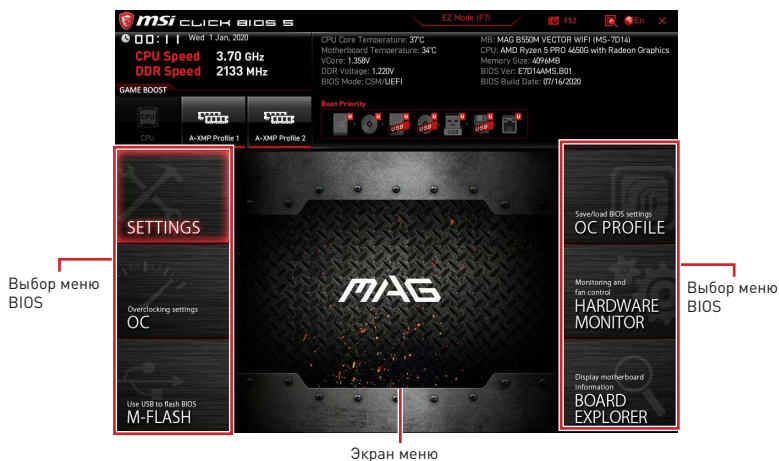 msi CLICK BIOS 5
EZ Mode (F7)
F12
En
Wed 1 Jan, 2020
CPU Speed 3.70 GHz
DDR Speed 2133 MHz
CPU Core Temperature: 37°C
Motherboard Temperature: 34°C
VCore: 1.358V
DDR Voltage: 1.220V
BIOS Mode: CSM/UEFI
MB: MAG B550M VECTOR WIFI (MS-7D14)
CPU: AMD Ryzen 5 PRO 4650G with Radeon Graphics
Memory Size: 4096MB
BIOS Ver: E7D14AMS.B01
BIOS Build Date: 07/16/2020
GAME BOOST
CPU
CPU
A-XMP Profile 1
A-XMP Profile 2
Boot Priority
U U U U U U U
USB USB USB USB
SETTINGS
Overclocking settings
OC
Use USB to flash BIOS
M-FLASH
MAG
Save/load BIOS settings
OC PROFILE
Monitoring and
fan control
HARDWARE
MONITOR
Display motherboard
information
BOARD
EXPLORER
Выбор меню
BIOS
Выбор меню
BIOS
Экран меню